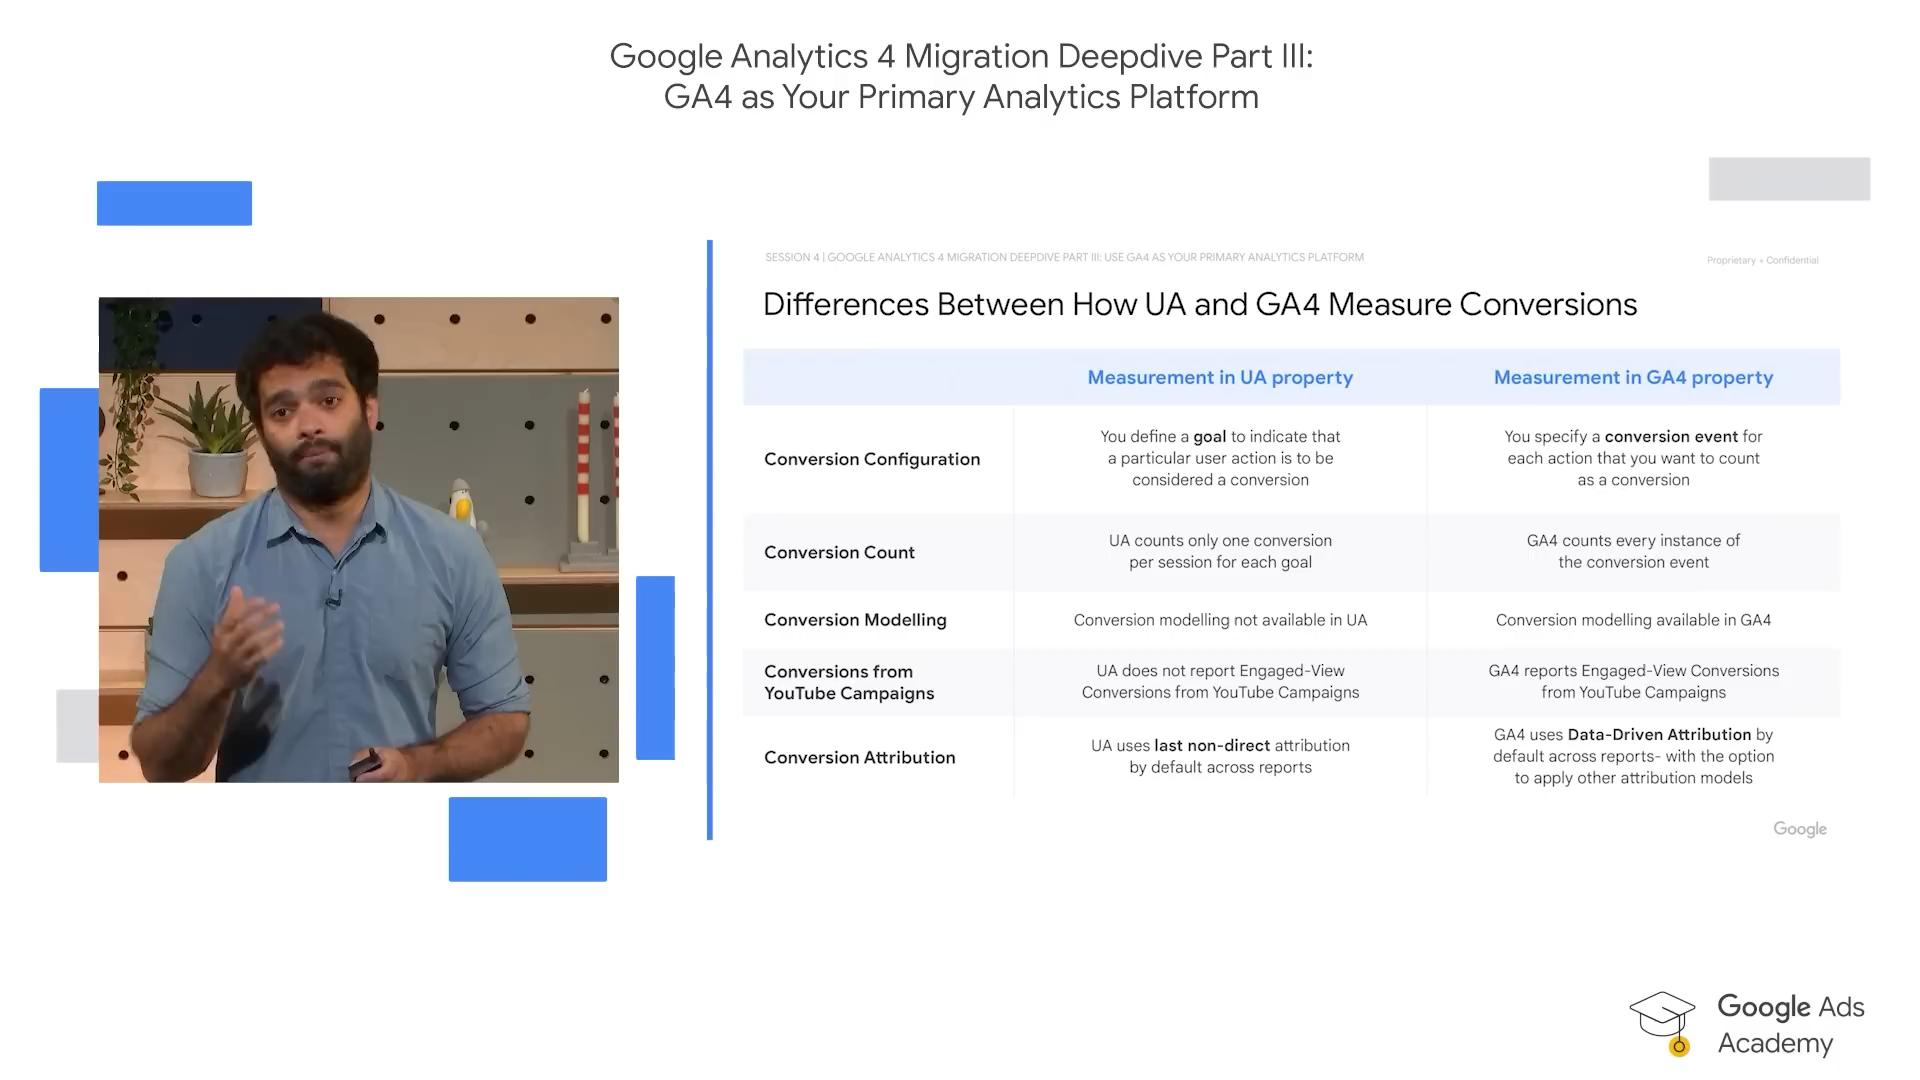 Google Analytics 4 Migration Deepdive Part III:
GA4 as Your Primary Analytics Platform
SESSION 4 | GOOGLE ANALYTICS 4 MIGRATION DEEPDIVE PART III: USE GA4 AS YOUR PRIMARY ANALYTICS PLATFORM
Proprietary + Confidential
Differences Between How UA and GA4 Measure Conversions
Measurement in UA property
Measurement in GA4 property
Conversion Configuration
You define a goal to indicate that
a particular user action is to be
considered a conversion
You specify a conversion event for
each action that you want to count
as a conversion
Conversion Count
UA counts only one conversion
per session for each goal
GA4 counts every instance of
the conversion event
Conversion Modelling
Conversion modelling not available in UA
Conversion modelling available in GA4
Conversions from
YouTube Campaigns
UA does not report Engaged-View
Conversions from YouTube Campaigns
GA4 reports Engaged-View Conversions
from YouTube Campaigns
Conversion Attribution
UA uses last non-direct attribution
by default across reports
GA4 uses Data-Driven Attribution by
default across reports- with the option
to apply other attribution models
Google
Google Ads
Academy